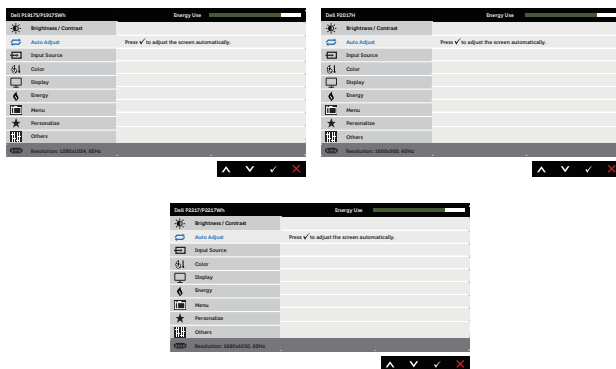 Dell P1917S/P1917SWh Energy Use
Brightness / Contrast
Auto Adjust Press ✓ to adjust the screen automatically.
Input Source
Color
Display
Energy
Menu
Personalize
Others
Resolution: 1280x1024, 60Hz
Dell P2017H Energy Use
Brightness / Contrast
Auto Adjust Press ✓ to adjust the screen automatically.
Input Source
Color
Display
Energy
Menu
Personalize
Others
Resolution: 1600x900, 60Hz
Dell P2217/P2217Wh Energy Use
Brightness / Contrast
Auto Adjust Press ✓ to adjust the screen automatically.
Input Source
Color
Display
Energy
Menu
Personalize
Others
Resolution: 1680x1050, 60Hz